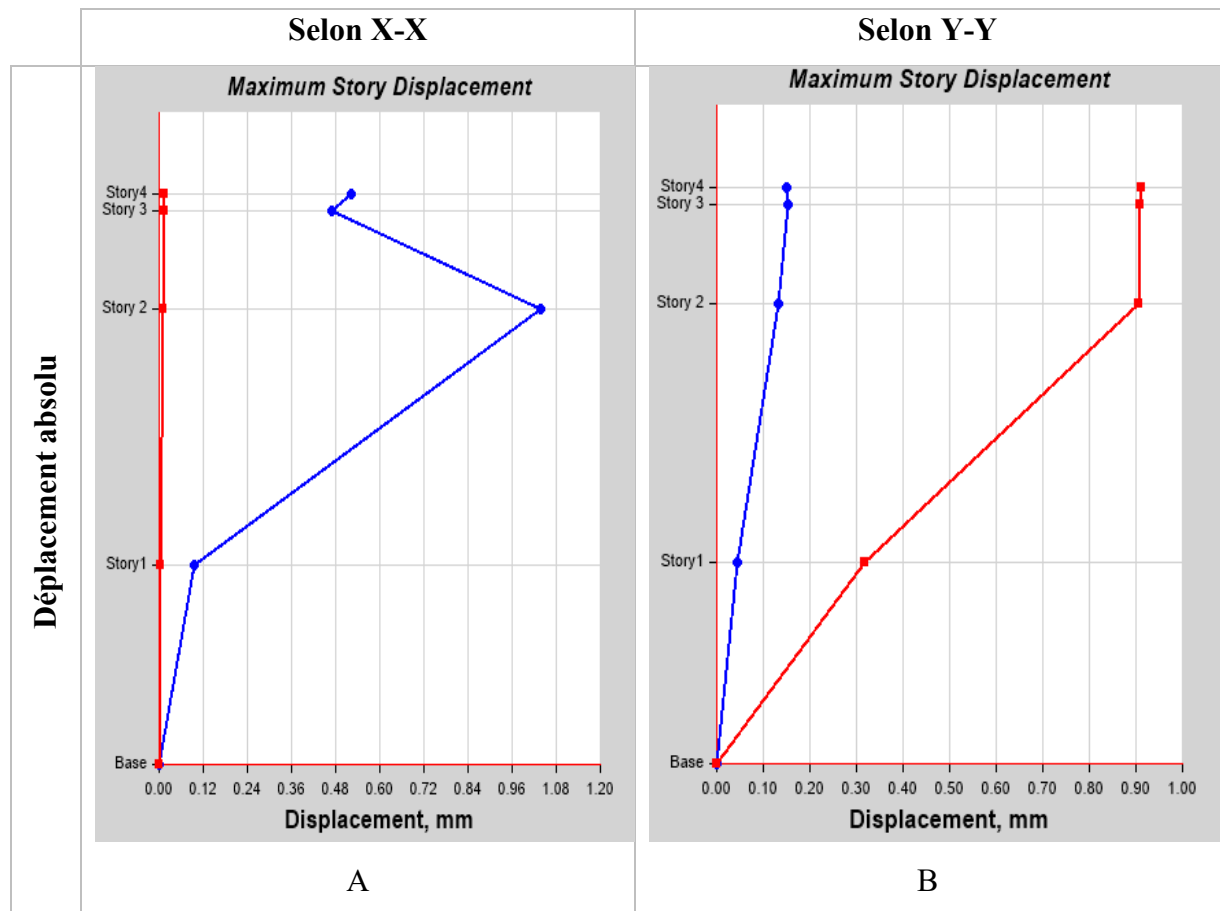 Selon X-X
Selon Y-Y
Déplacement absolu
Maximum Story Displacement
Story4
Story 3
Story 2
Story1
Base
0.00 0.12 0.24 0.36 0.48 0.60 0.72 0.84 0.96 1.08 1.20
Displacement, mm
A
Maximum Story Displacement
Story4
Story 3
Story 2
Story1
Base
0.00 0.10 0.20 0.30 0.40 0.50 0.60 0.70 0.80 0.90 1.00
Displacement, mm
B